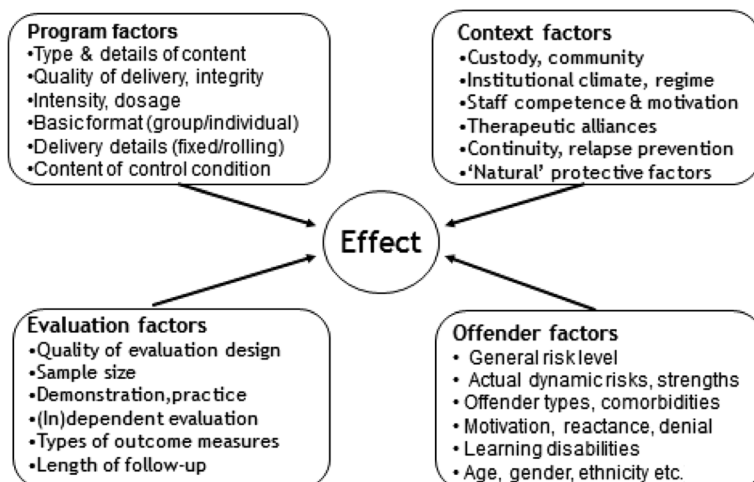 Program factors
•Type & details of content
•Quality of delivery, integrity
•Intensity, dosage
•Basic format (group/individual)
•Delivery details (fixed/rolling)
•Content of control condition
Context factors
•Custody, community
•Institutional climate, regime
•Staff competence & motivation
•Therapeutic alliances
•Continuity, relapse prevention
•‘Natural’ protective factors
Effect
Evaluation factors
•Quality of evaluation design
•Sample size
•Demonstration,practice
•(In)dependent evaluation
•Types of outcome measures
•Length of follow-up
Offender factors
• General risk level
• Actual dynamic risks, strengths
• Offender types, comorbidities
• Motivation, reactance, denial
• Learning disabilities
• Age, gender, ethnicity etc.